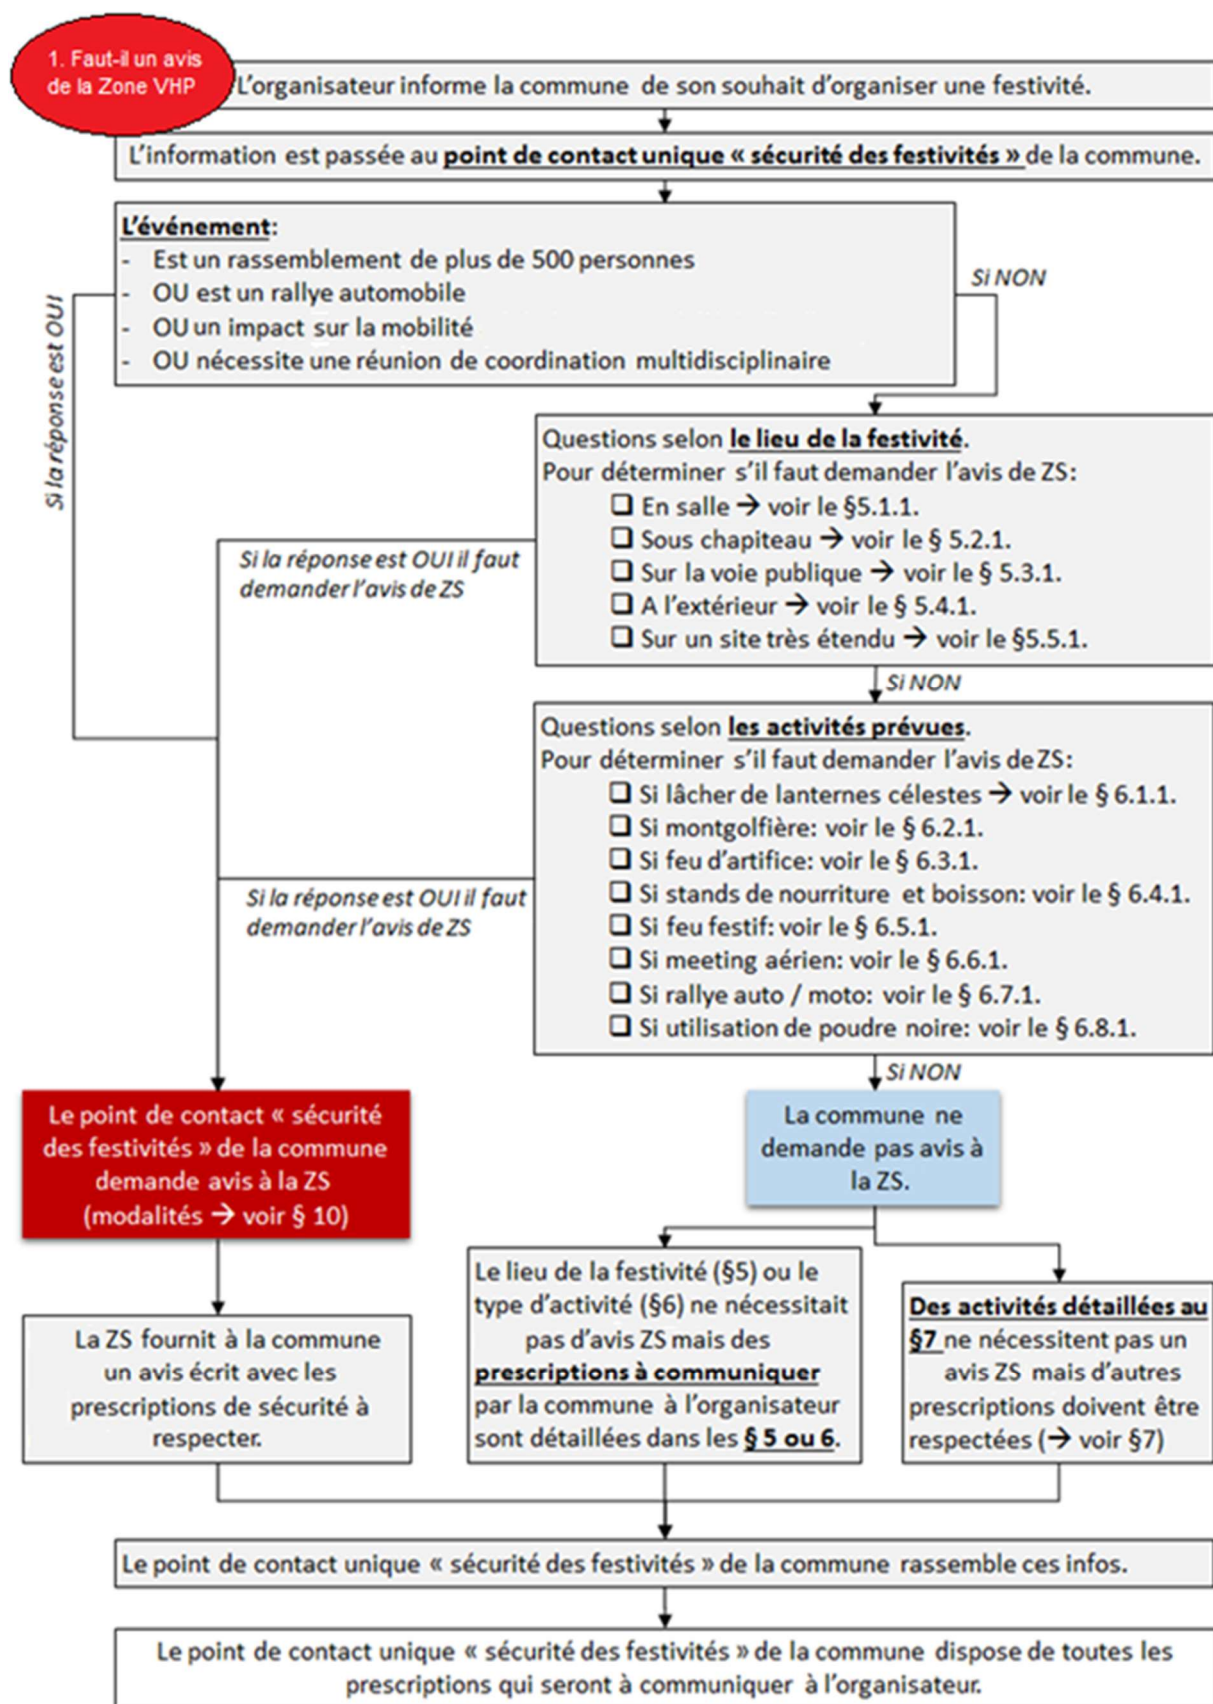 1. Faut-il un avis
de la Zone VHP
L'organisateur informe la commune de son souhait d'organiser une festivité.
L'information est passée au point de contact unique « sécurité des festivités » de la commune.
L'événement:
- Est un rassemblement de plus de 500 personnes
- OU est un rallye automobile
- OU un impact sur la mobilité
- OU nécessite une réunion de coordination multidisciplinaire
Si NON
Si la réponse est OUI
Questions selon le lieu de la festivité.
Pour déterminer s'il faut demander l'avis de ZS:
❑ En salle → voir le §5.1.1.
❑ Sous chapiteau → voir le § 5.2.1.
❑ Sur la voie publique → voir le § 5.3.1.
❑ A l'extérieur → voir le § 5.4.1.
❑ Sur un site très étendu → voir le §5.5.1.
Si la réponse est OUI il faut
demander l'avis de ZS
Si NON
Questions selon les activités prévues.
Pour déterminer s'il faut demander l'avis de ZS:
❑ Si lâcher de lanternes célestes → voir le § 6.1.1.
❑ Si montgolfière: voir le § 6.2.1.
❑ Si feu d'artifice: voir le § 6.3.1.
❑ Si stands de nourriture et boisson: voir le § 6.4.1.
❑ Si feu festif: voir le § 6.5.1.
❑ Si meeting aérien: voir le § 6.6.1.
❑ Si rallye auto / moto: voir le § 6.7.1.
❑ Si utilisation de poudre noire: voir le § 6.8.1.
Si la réponse est OUI il faut
demander l'avis de ZS
Si NON
Le point de contact « sécurité
des festivités » de la commune
demande avis à la ZS
(modalités → voir § 10)
La commune ne
demande pas avis à
la ZS.
La ZS fournit à la commune
un avis écrit avec les
prescriptions de sécurité à
respecter.
Le lieu de la festivité (§5) ou le
type d'activité (§6) ne nécessitait
pas d'avis ZS mais des
prescriptions à communiquer
par la commune à l'organisateur
sont détaillées dans les § 5 ou 6.
Des activités détaillées au
§7 ne nécessitent pas un
avis ZS mais d'autres
prescriptions doivent être
respectées (→ voir §7)
Le point de contact unique « sécurité des festivités » de la commune rassemble ces infos.
Le point de contact unique « sécurité des festivités » de la commune dispose de toutes les
prescriptions qui seront à communiquer à l'organisateur.